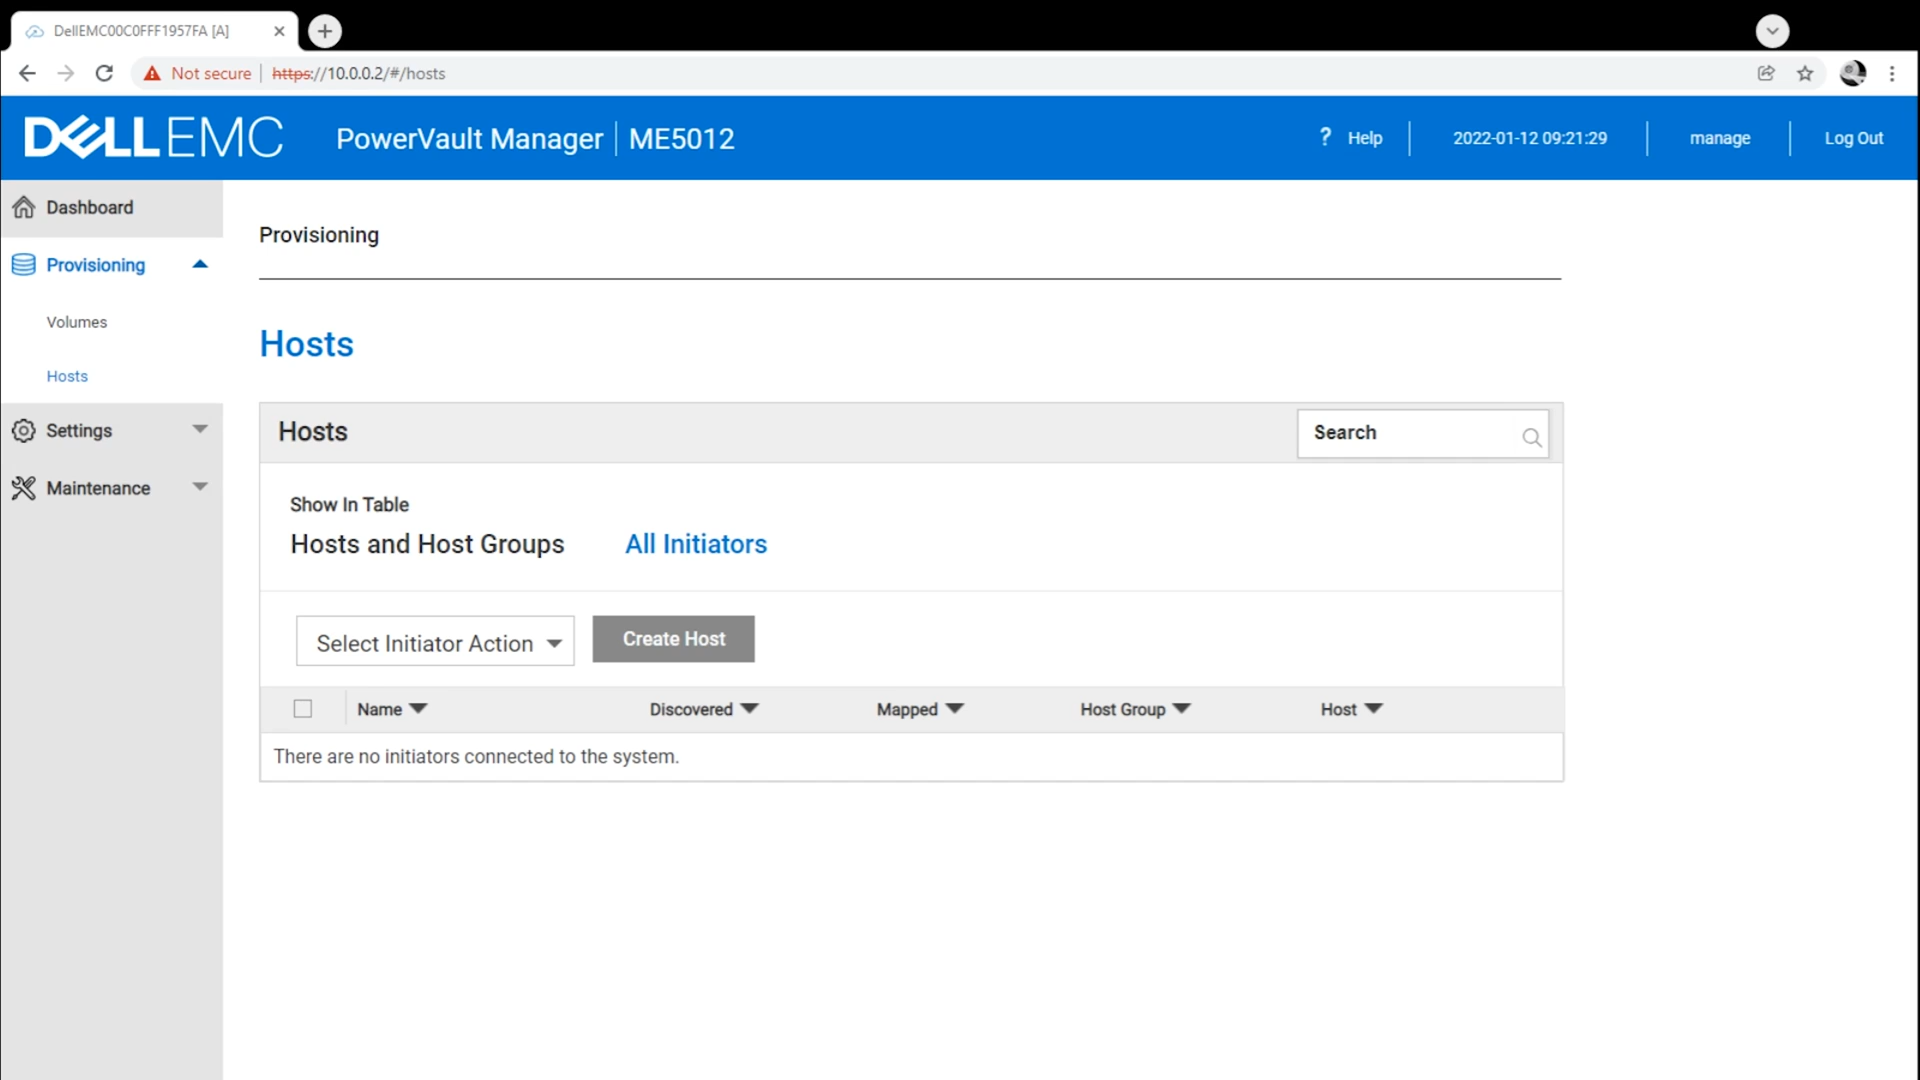 DellEMC00C0FFF1957FA [A]
Not secure https://10.0.0.2/#/hosts
DELLEMC PowerVault Manager ME5012 ? Help 2022-01-12 09:21:29 manage Log Out
Dashboard
Provisioning
Volumes
Hosts
Settings
Maintenance
Provisioning
Hosts
Hosts Search
Show In Table
Hosts and Host Groups All Initiators
Select Initiator Action Create Host
Name Discovered Mapped Host Group Host
There are no initiators connected to the system.